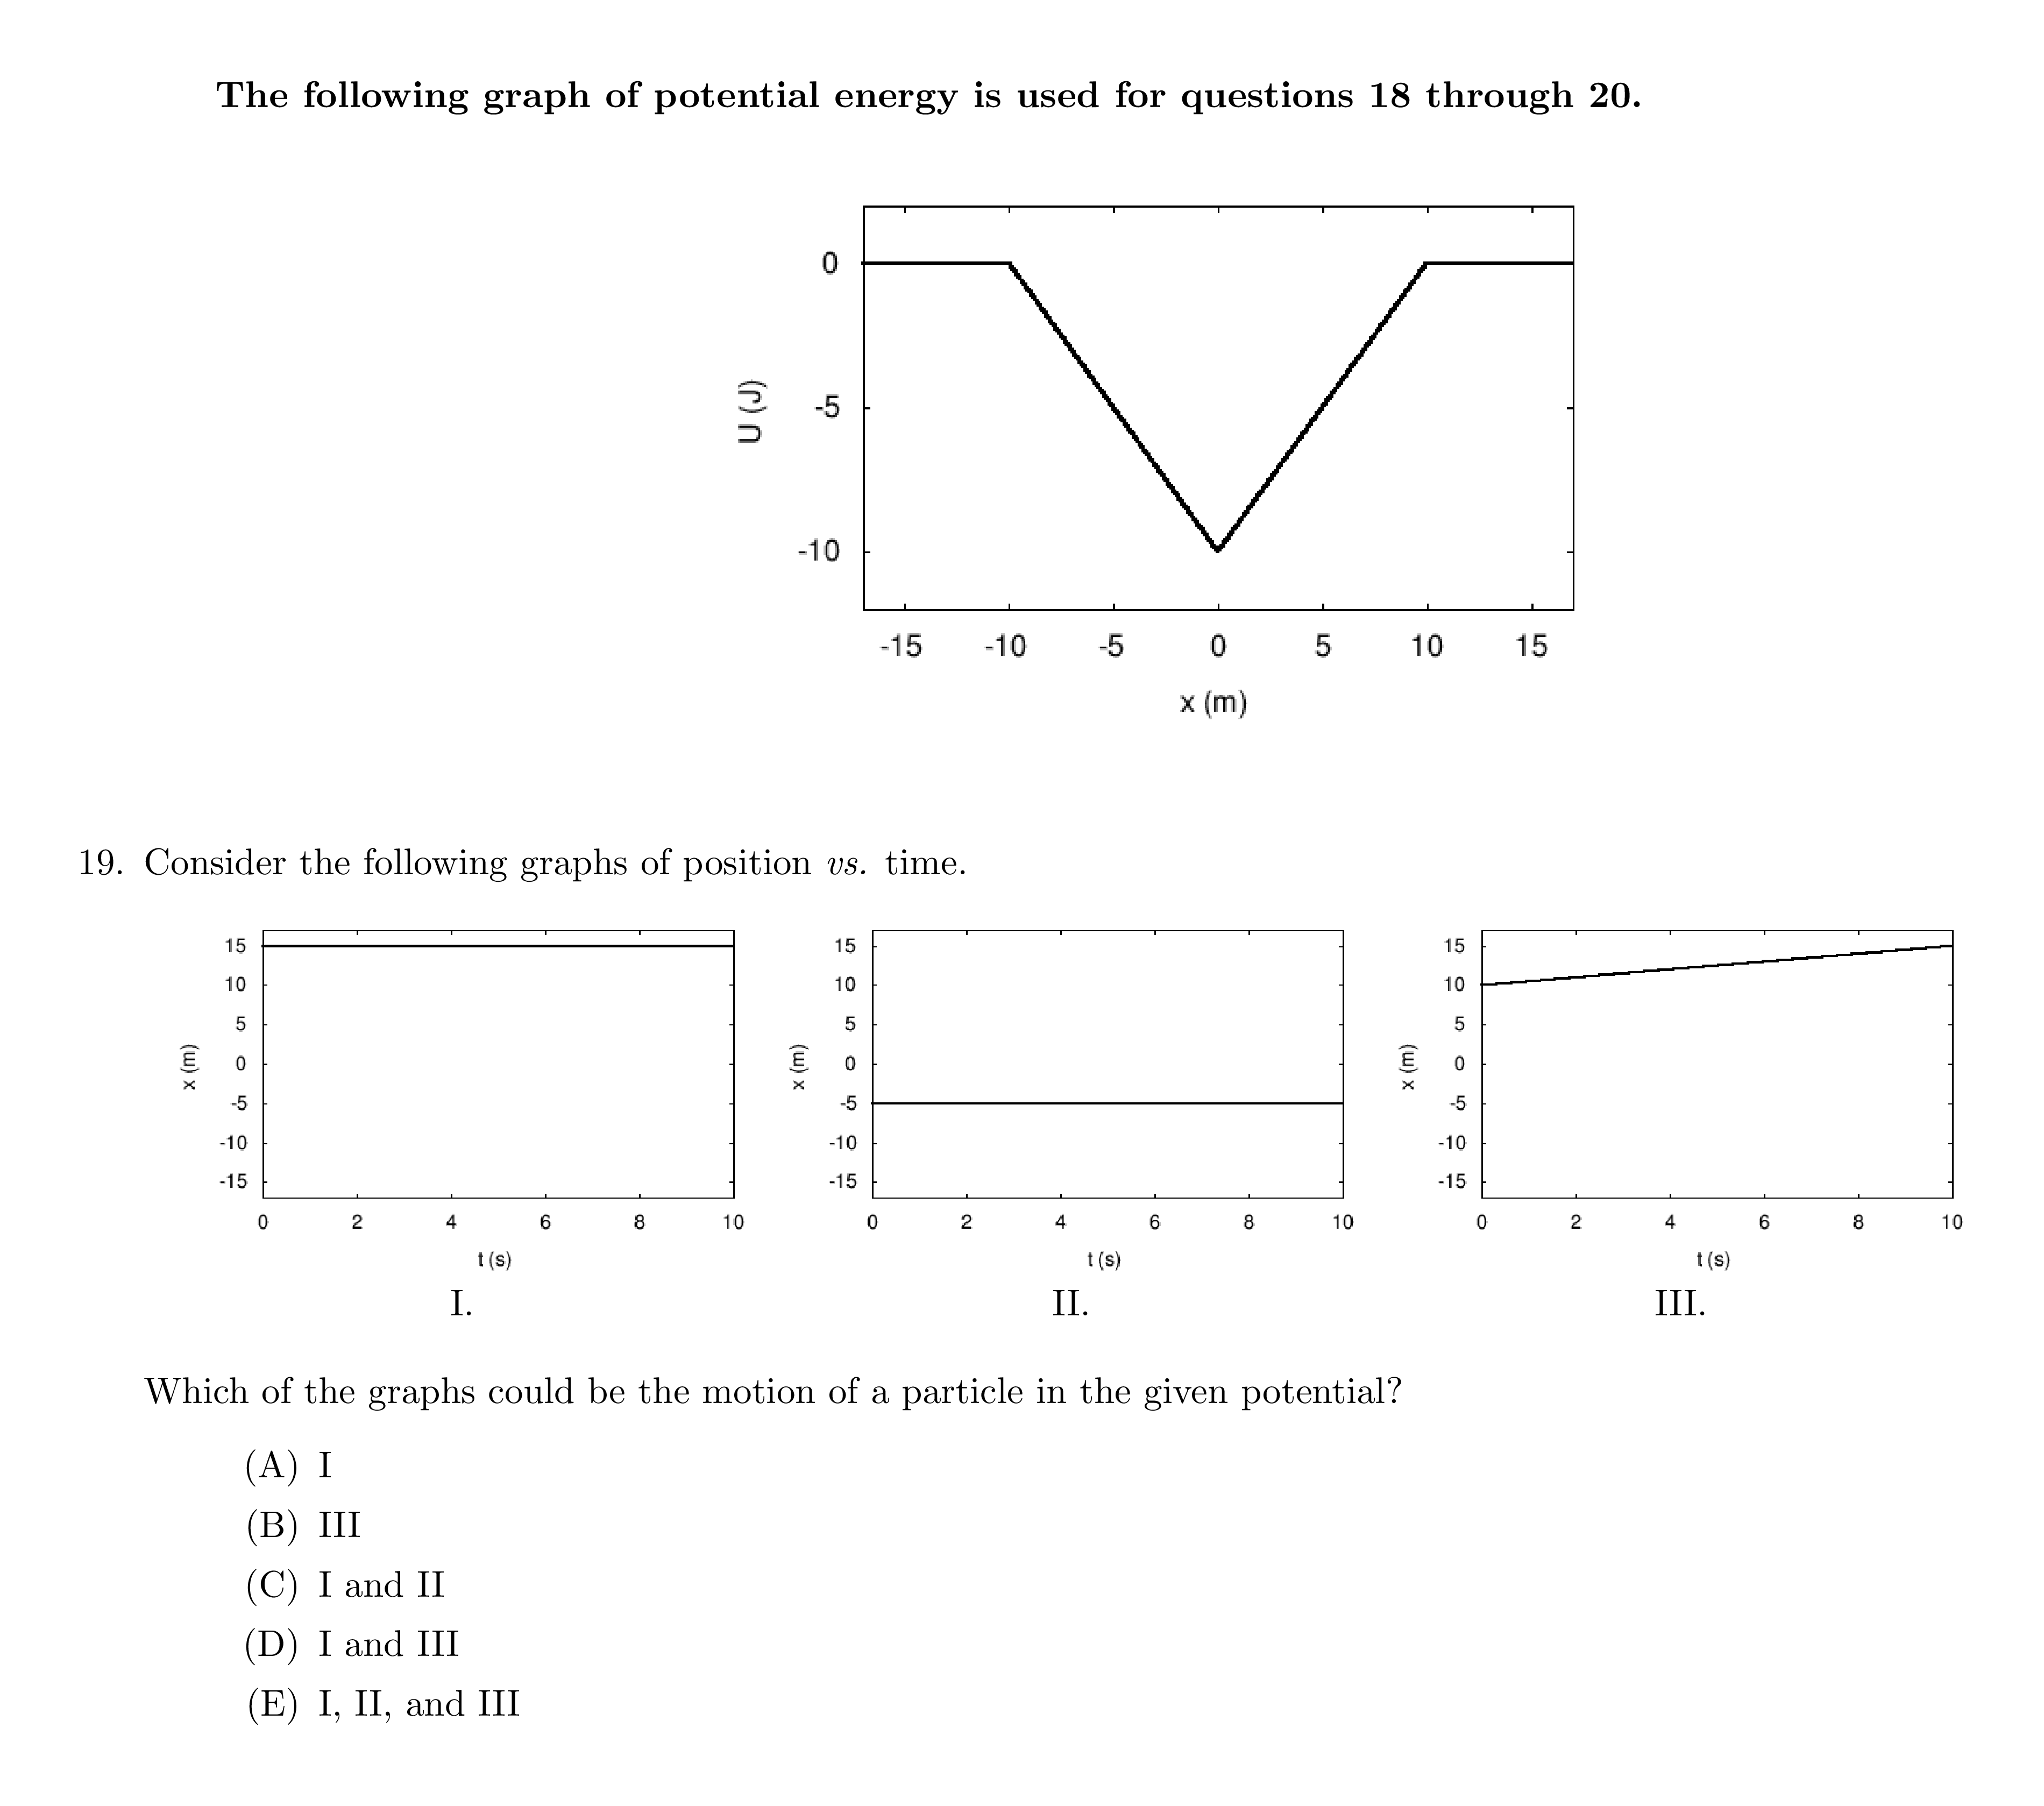 The following graph of potential energy is used for questions 18 through 20.
0
-5
-10
U (J)
-15 -10 -5 0 5 10 15
x (m)
19. Consider the following graphs of position vs. time.
15
10
5
0
-5
-10
-15
x (m)
0 2 4 6 8 10
t (s)
I.
15
10
5
0
-5
-10
-15
x (m)
0 2 4 6 8 10
t (s)
II.
15
10
5
0
-5
-10
-15
x (m)
0 2 4 6 8 10
t (s)
III.
Which of the graphs could be the motion of a particle in the given potential?
(A) I
(B) III
(C) I and II
(D) I and III
(E) I, II, and III